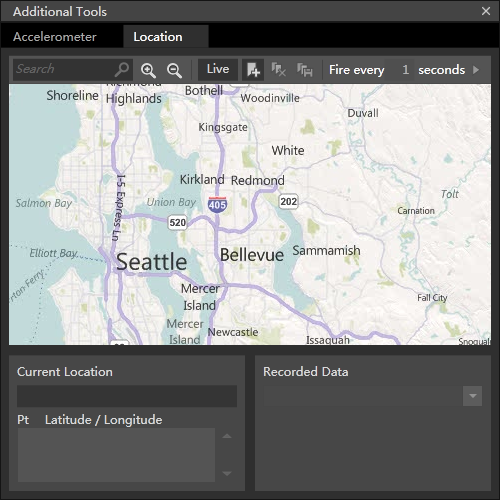 Additional Tools
Accelerometer
Location
Search
Live
Fire every 1 seconds
Shoreline
Highlands
Bothell
Woodinville
Duvall
Kingsgate
White
Kirkland
Redmond
Tolt
Salmon Bay
I-5 Express Ln
Union Bay
405
202
520
Carnation
Elliott Bay
Seattle
Bellevue
Sammamish
Ferry
Mercer
Island
Fall City
Mercer
Island
Newcastle
Issaquah
Current Location
Recorded Data
Pt Latitude / Longitude